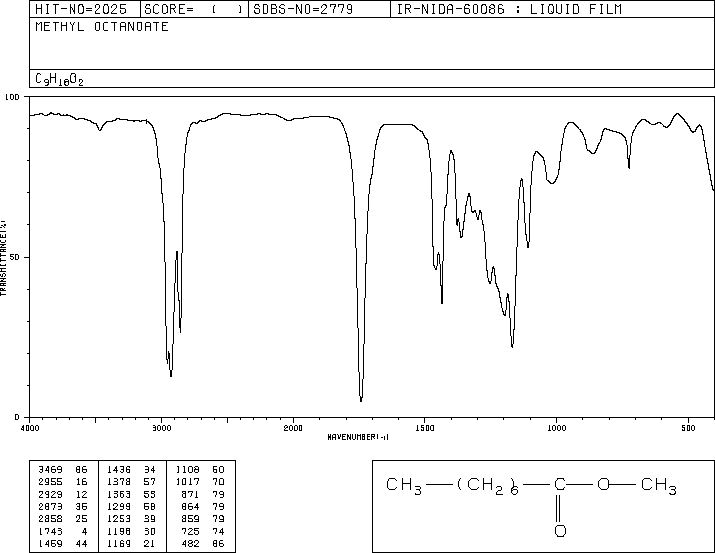 HIT-NO=2025 SCORE= ( ) SDBS-NO=2779 IR-NIDA-60086 : LIQUID FILM
METHYL OCTANOATE
C9H18O2
100
50
0
TRANSMITTANCE(%)
4000 3000 2000 1500 1000 500
WAVENUMBER(-1)
3469 86 1436 34 1108 50
2955 16 1378 57 1017 70
2929 12 1363 55 871 79
2873 36 1299 58 864 79
2858 25 1253 39 859 79
1743 4 1198 30 725 74
1459 44 1169 21 482 86
CH3 (CH2)6 C O CH3
O